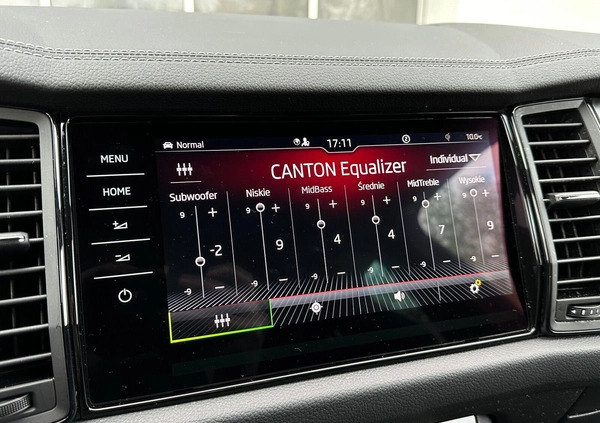 Normal 17:11 2 10.0°C
MENU
HOME
CANTON Equalizer
Individual
Subwoofer Niskie MidBass Średnie MidTreble Wysokie
9 + 9 + 9 + 9 + 9 + 9 +
-2 9 4 4 7 9
-9 - -9 - -9 - -9 - -9 - -9 -